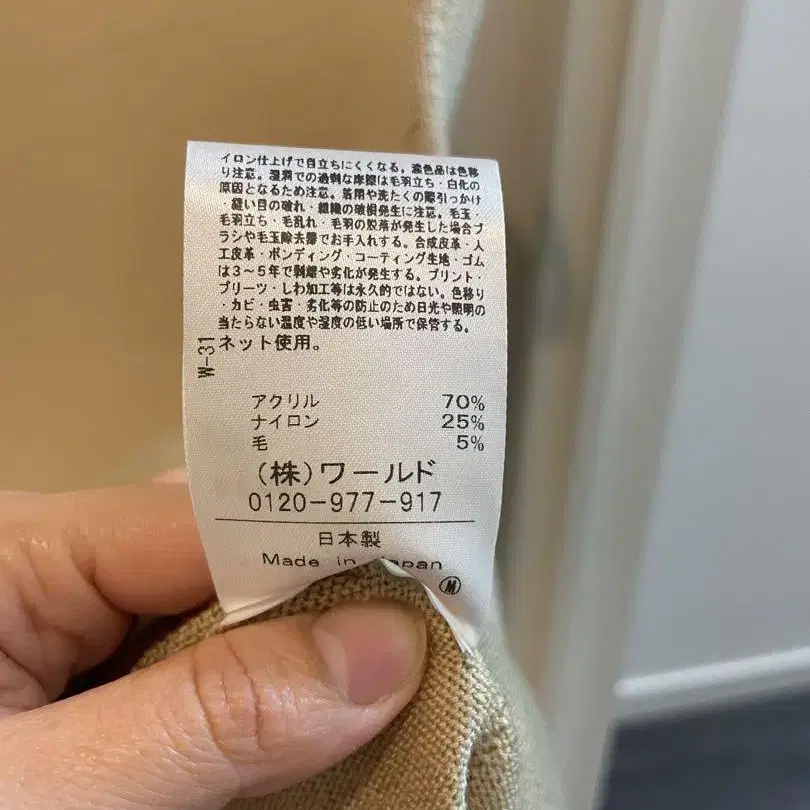 イロン仕上げで目立ちにくくなる。濃色品は色移
り注意。湿潤での過剰な摩擦は毛羽立ち・白化の
原因となるため注意。着用や洗たくの際引っかけ
・縫い目の破れ・組織の破損発生に注意。毛玉・
毛羽立ち・毛乱れ・毛羽の脱落が発生した場合ブ
ラシや毛玉除去器でお手入れする。合成皮革・人
工皮革・ボンディング・コーティング生地・ゴム
は3～5年で剥離や劣化が発生する。プリント・
プリーツ・しわ加工等は永久的ではない。色移り
・カビ・虫害・劣化等の防止のため日光や照明の
当たらない温度や湿度の低い場所で保管する。
ネット使用。
W-31
アクリル 70%
ナイロン 25%
毛 5%
(株)ワールド
0120-977-917
日本製
Made in Japan
M